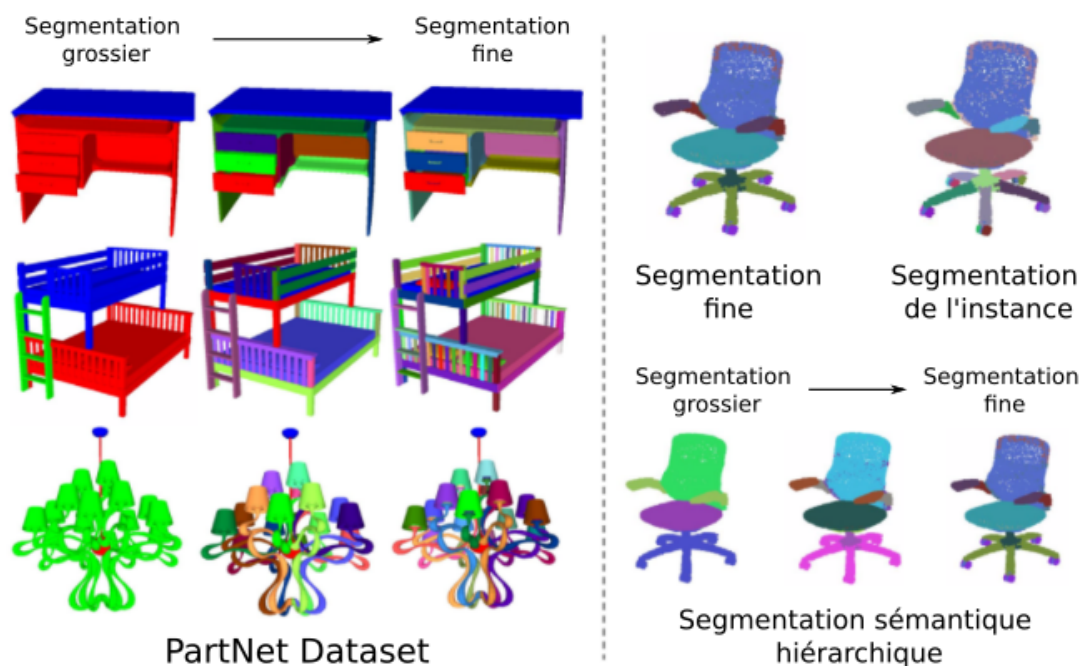 Segmentation
grossier
Segmentation
fine
PartNet Dataset
Segmentation
fine
Segmentation
de l'instance
Segmentation
grossier
Segmentation
fine
Segmentation sémantique
hiérarchique